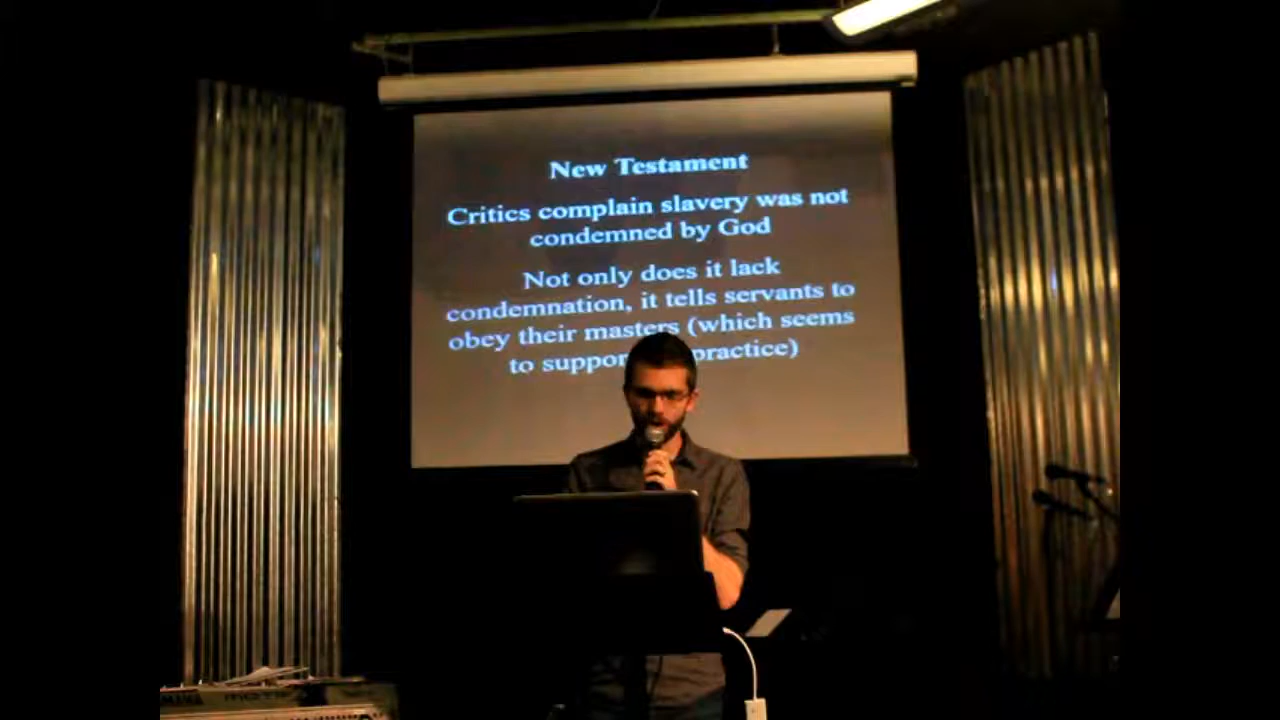 New Testament
Critics complain slavery was not
condemned by God
Not only does it lack
condemnation, it tells servants to
obey their masters (which seems
to suppor practice)